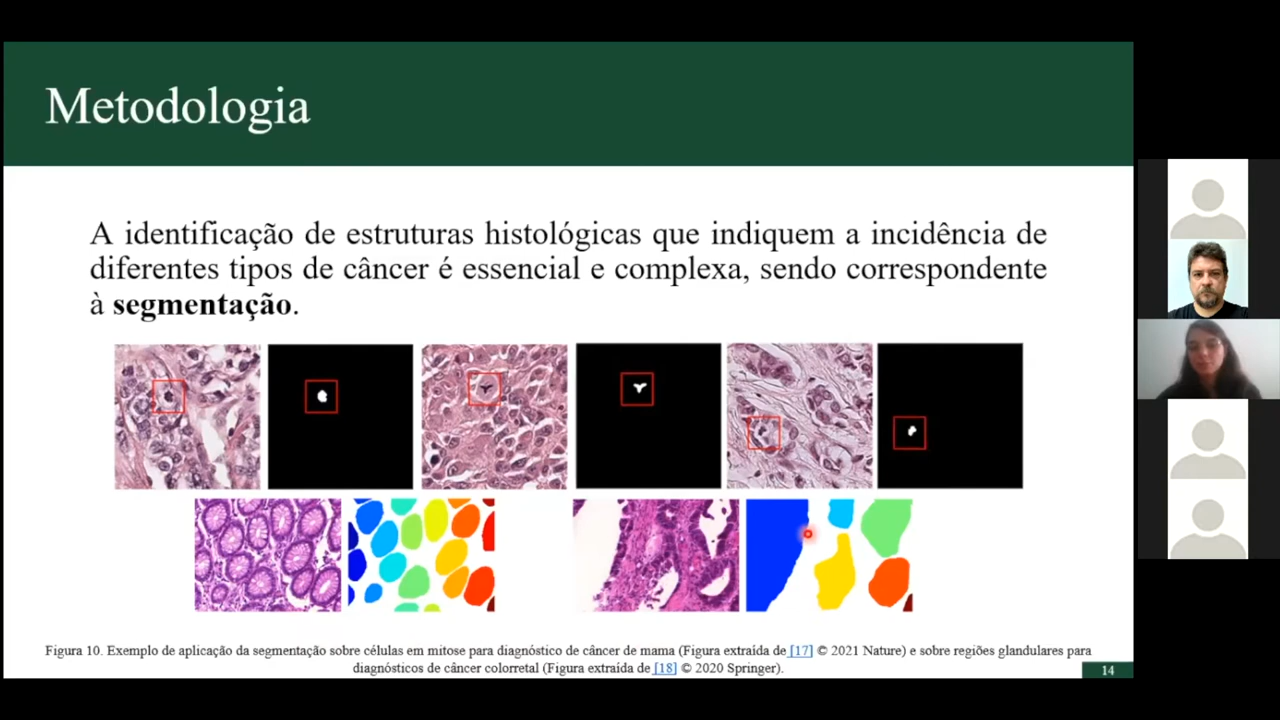 Metodologia
A identificação de estruturas histológicas que indiquem a incidência de
diferentes tipos de câncer é essencial e complexa, sendo correspondente
à segmentação.
Figura 10. Exemplo de aplicação da segmentação sobre células em mitose para diagnóstico de câncer de mama (Figura extraída de [17] © 2021 Nature) e sobre regiões glandulares para
diagnósticos de câncer colorretal (Figura extraída de [18] © 2020 Springer).
14